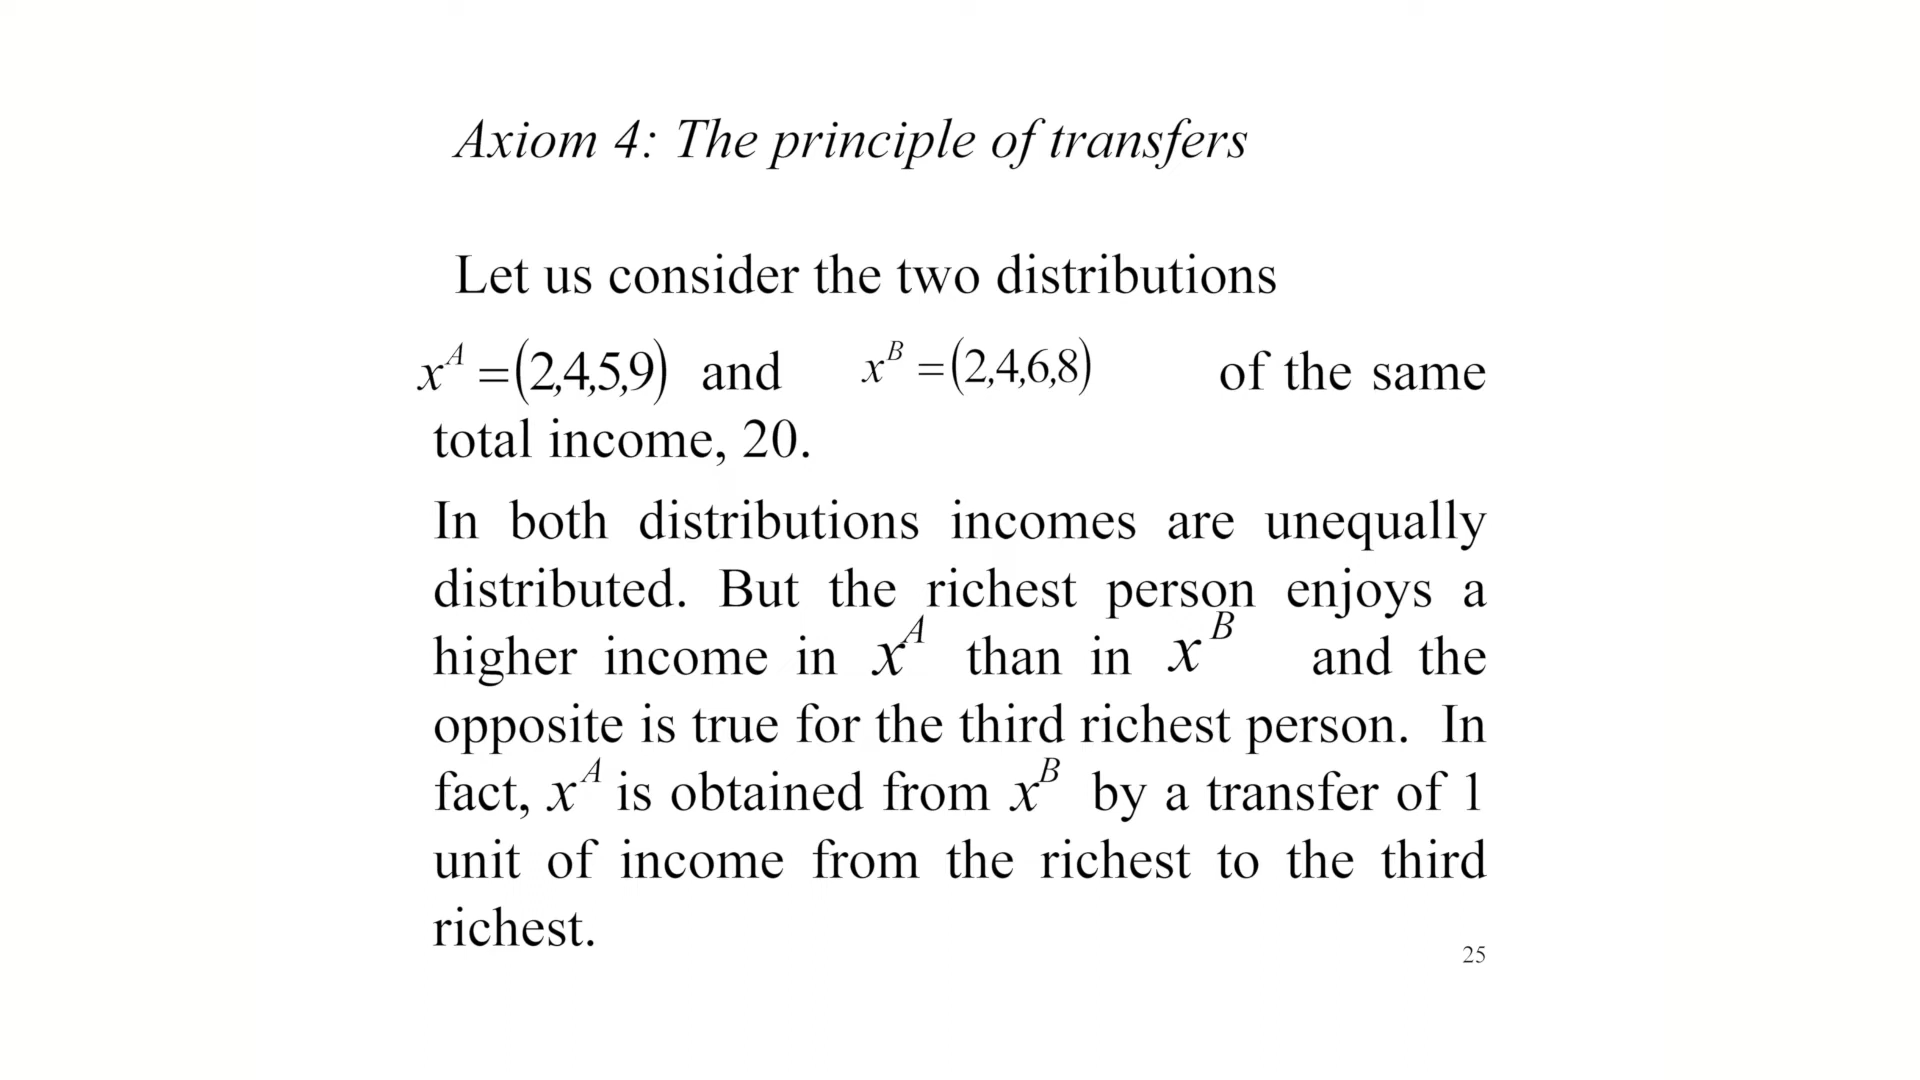 Axiom 4: The principle of transfers
Let us consider the two distributions
x^A = (2,4,5,9) and x^B = (2,4,6,8) of the same
total income, 20.
In both distributions incomes are unequally
distributed. But the richest person enjoys a
higher income in x^A than in x^B and the
opposite is true for the third richest person. In
fact, x^A is obtained from x^B by a transfer of 1
unit of income from the richest to the third
richest.
25